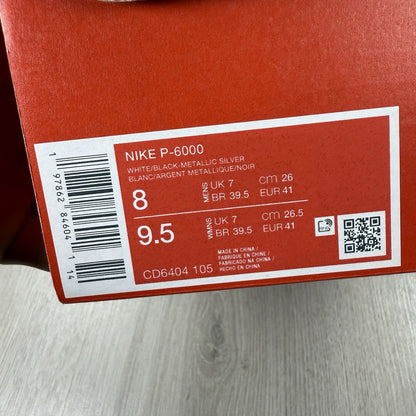 NIKE P-6000
WHITE/BLACK-METALLIC SILVER
BLANC/ARGENT METALLIQUE/NOIR
8 MENS UK 7 cm 26
BR 39.5 EUR 41
9.5 WMNS UK 7 cm 26.5
BR 39.5 EUR 41
MADE IN CHINA /
FABRIQUE EN CHINE /
FABRICADO NA CHINA /
HECHO EN CHINA
CD6404 105
1 97862 84604 1 14